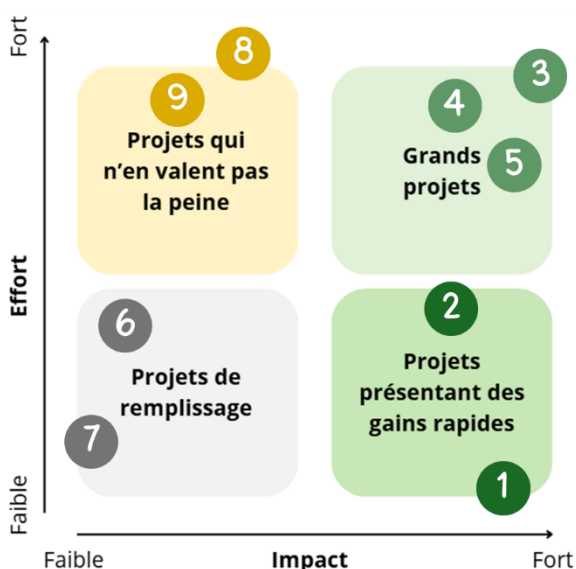 Fort
8
3
9
4
Projets qui
n'en valent pas
la peine
Grands
projets
5
Effort
6
2
Projets de
remplissage
Projets
présentant des
gains rapides
7
1
Faible
Faible
Impact
Fort